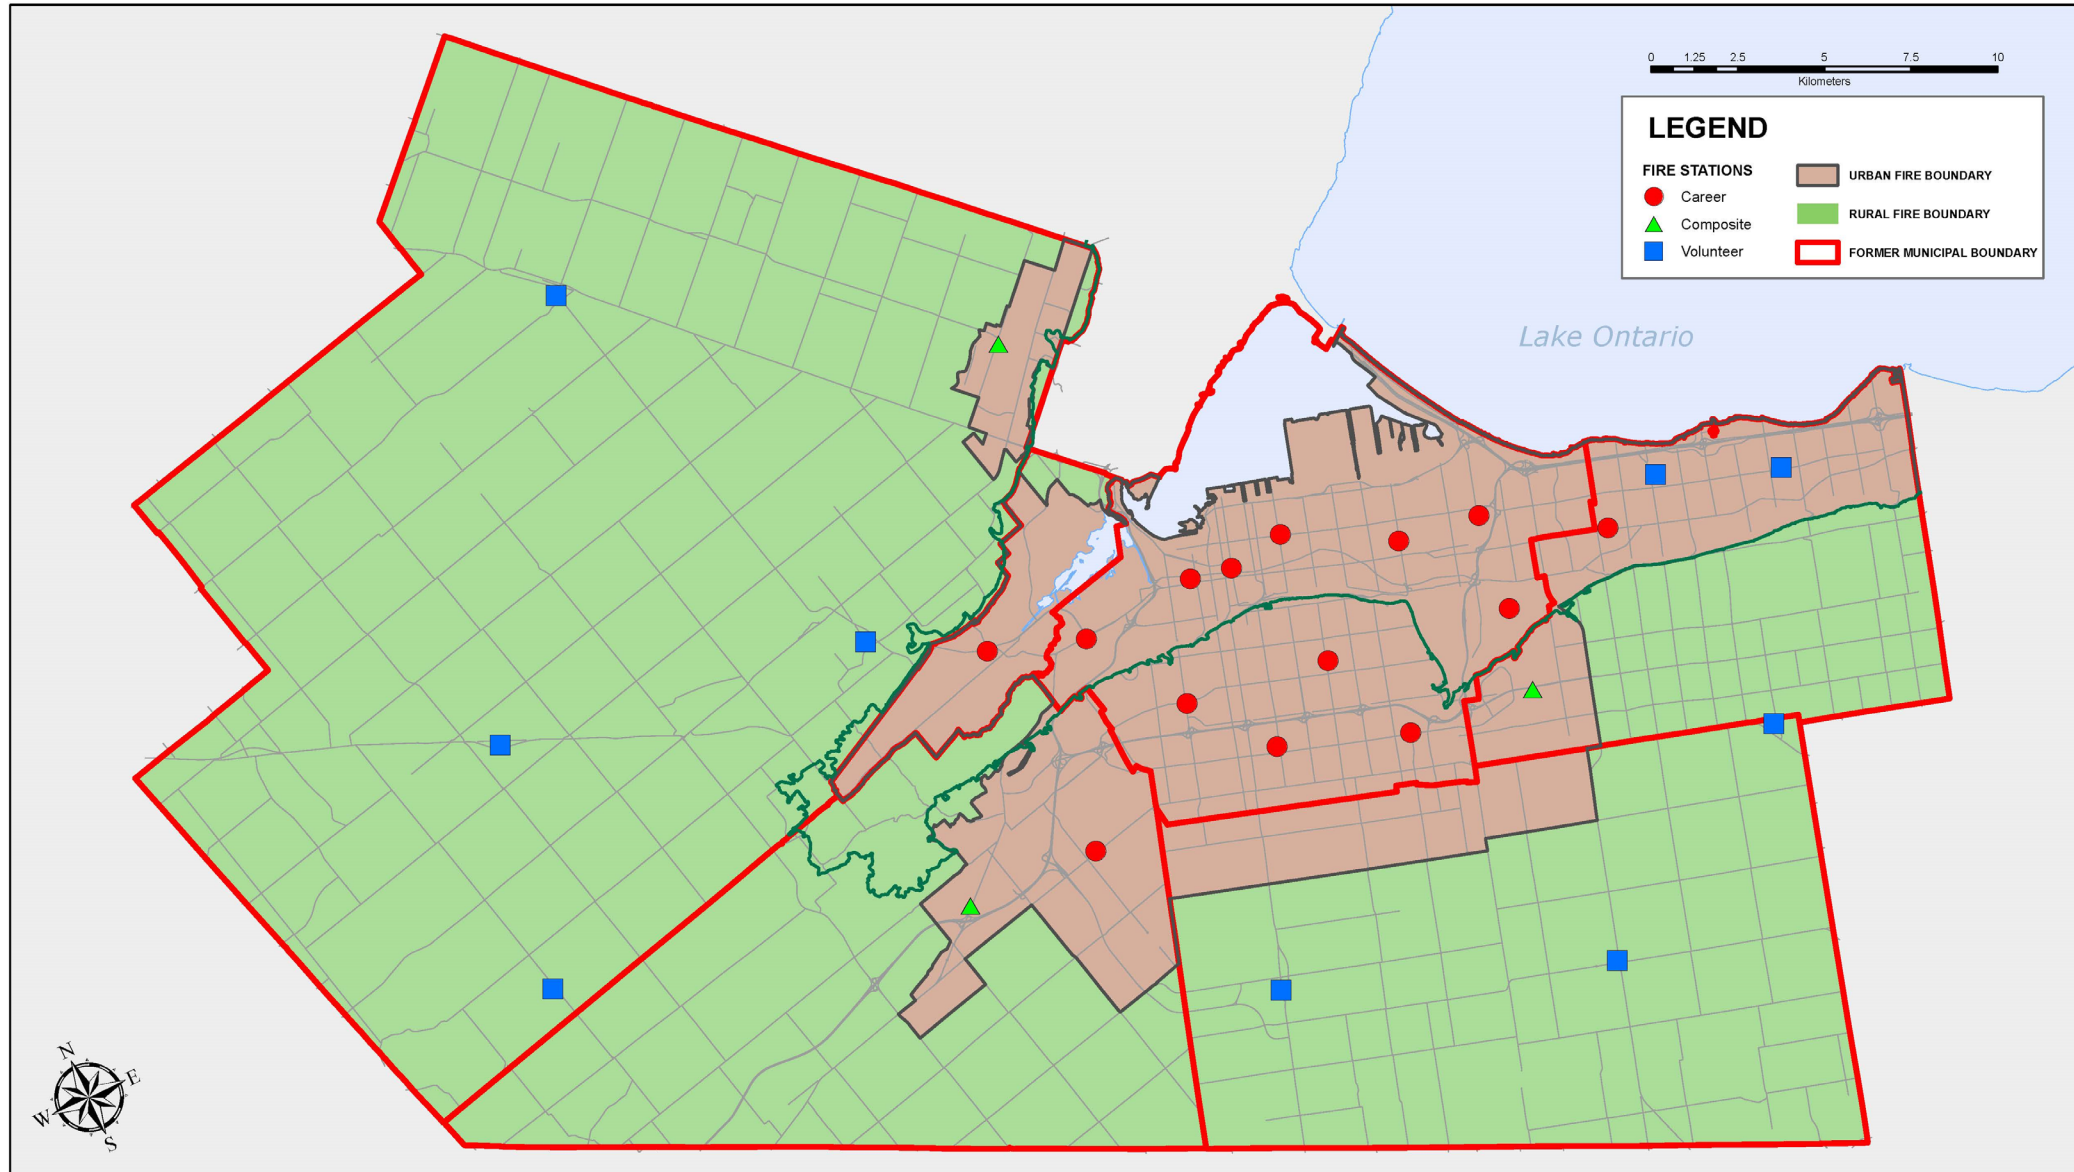 0 1.25 2.5 5 7.5 10
Kilometers
LEGEND
FIRE STATIONS
Career
Composite
Volunteer
URBAN FIRE BOUNDARY
RURAL FIRE BOUNDARY
FORMER MUNICIPAL BOUNDARY
Lake Ontario
N
E
W
S